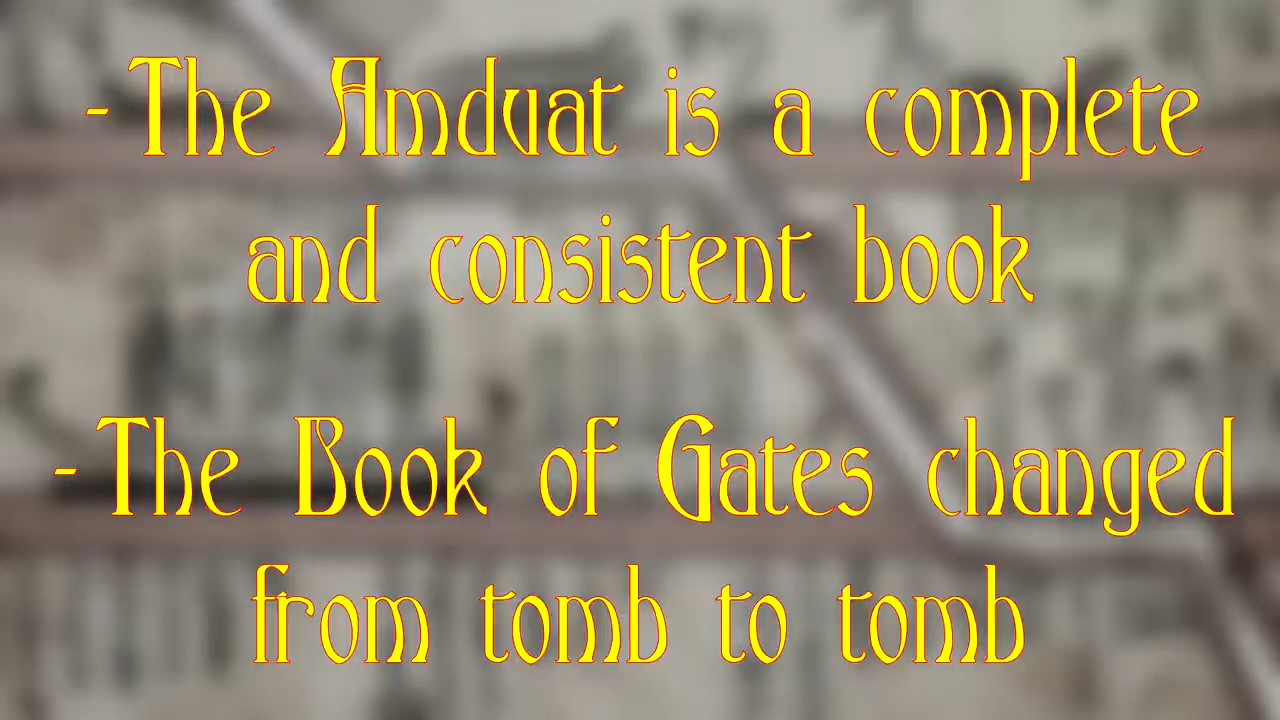 - The Amduat is a complete
and consistent book
- The Book of Gates changed
from tomb to tomb